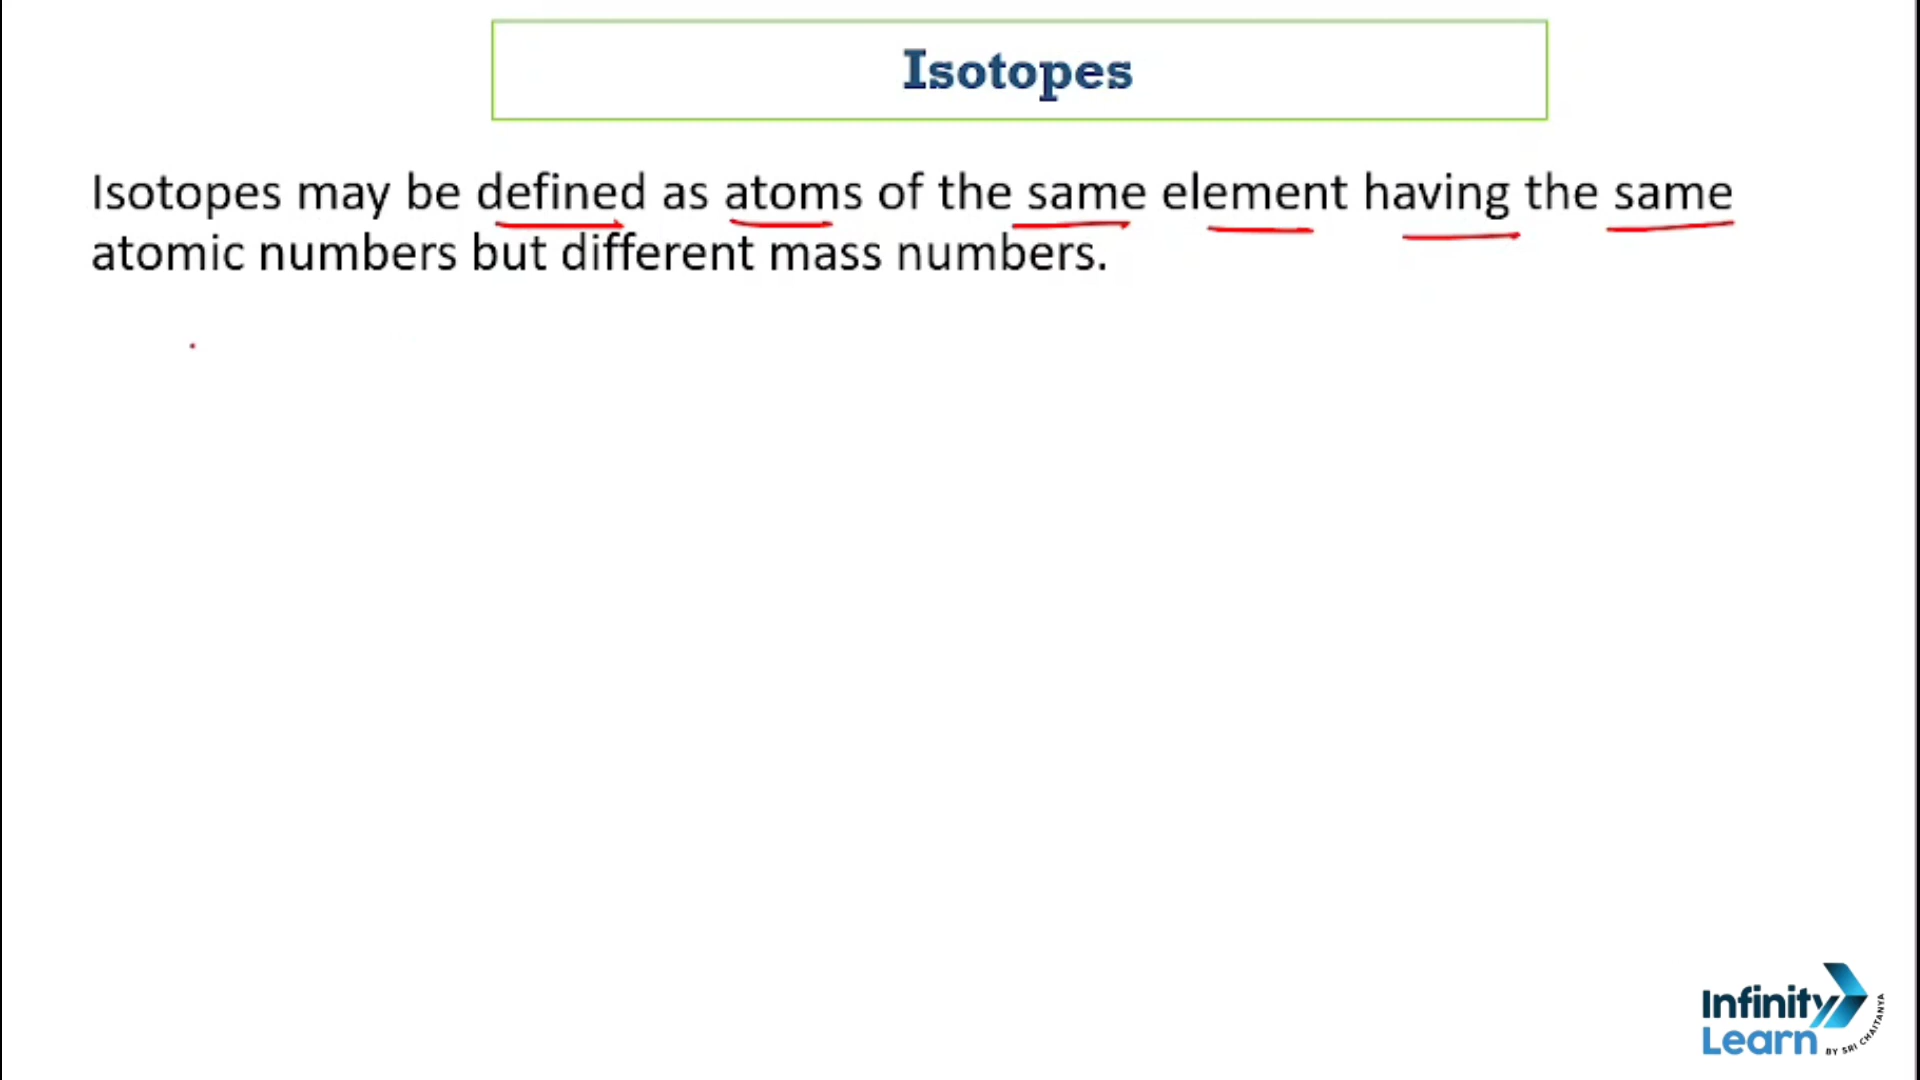 Isotopes
Isotopes may be defined as atoms of the same element having the same
atomic numbers but different mass numbers.
Infinity
Learn
BY SRI CHAITANYA